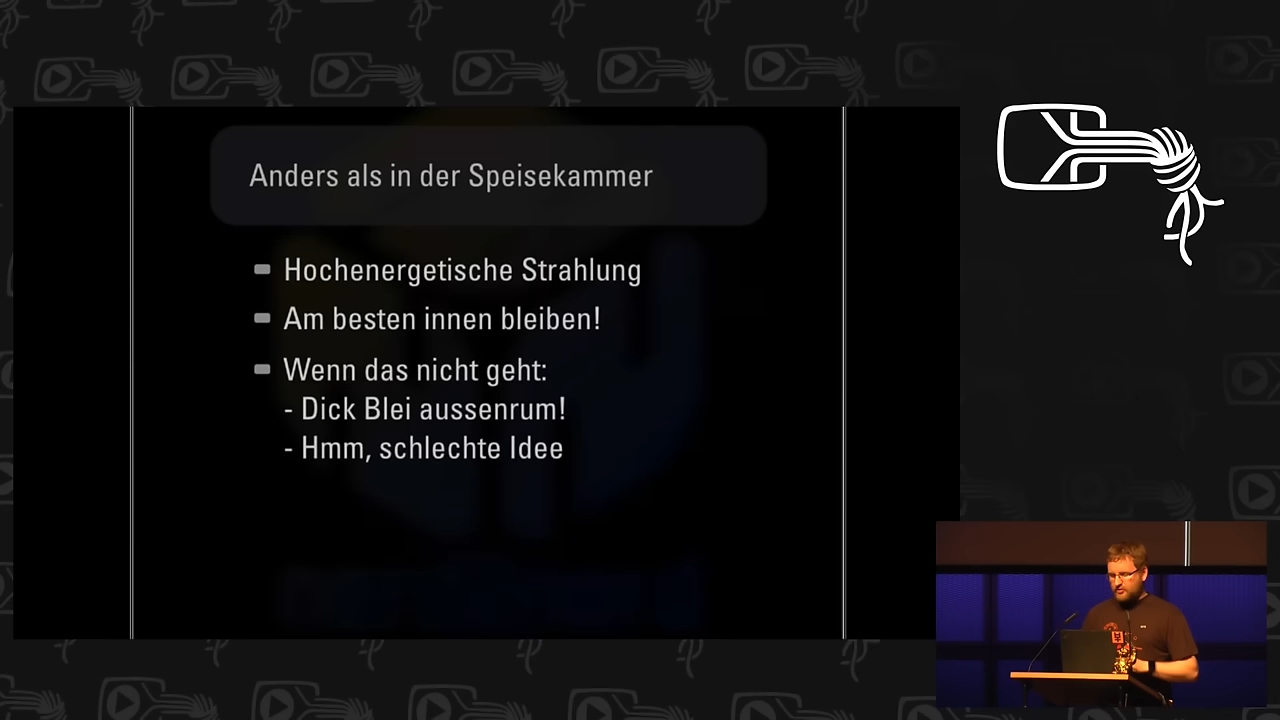 Anders als in der Speisekammer
Hochenergetische Strahlung
Am besten innen bleiben!
Wenn das nicht geht:
- Dick Blei aussenrum!
- Hmm, schlechte Idee